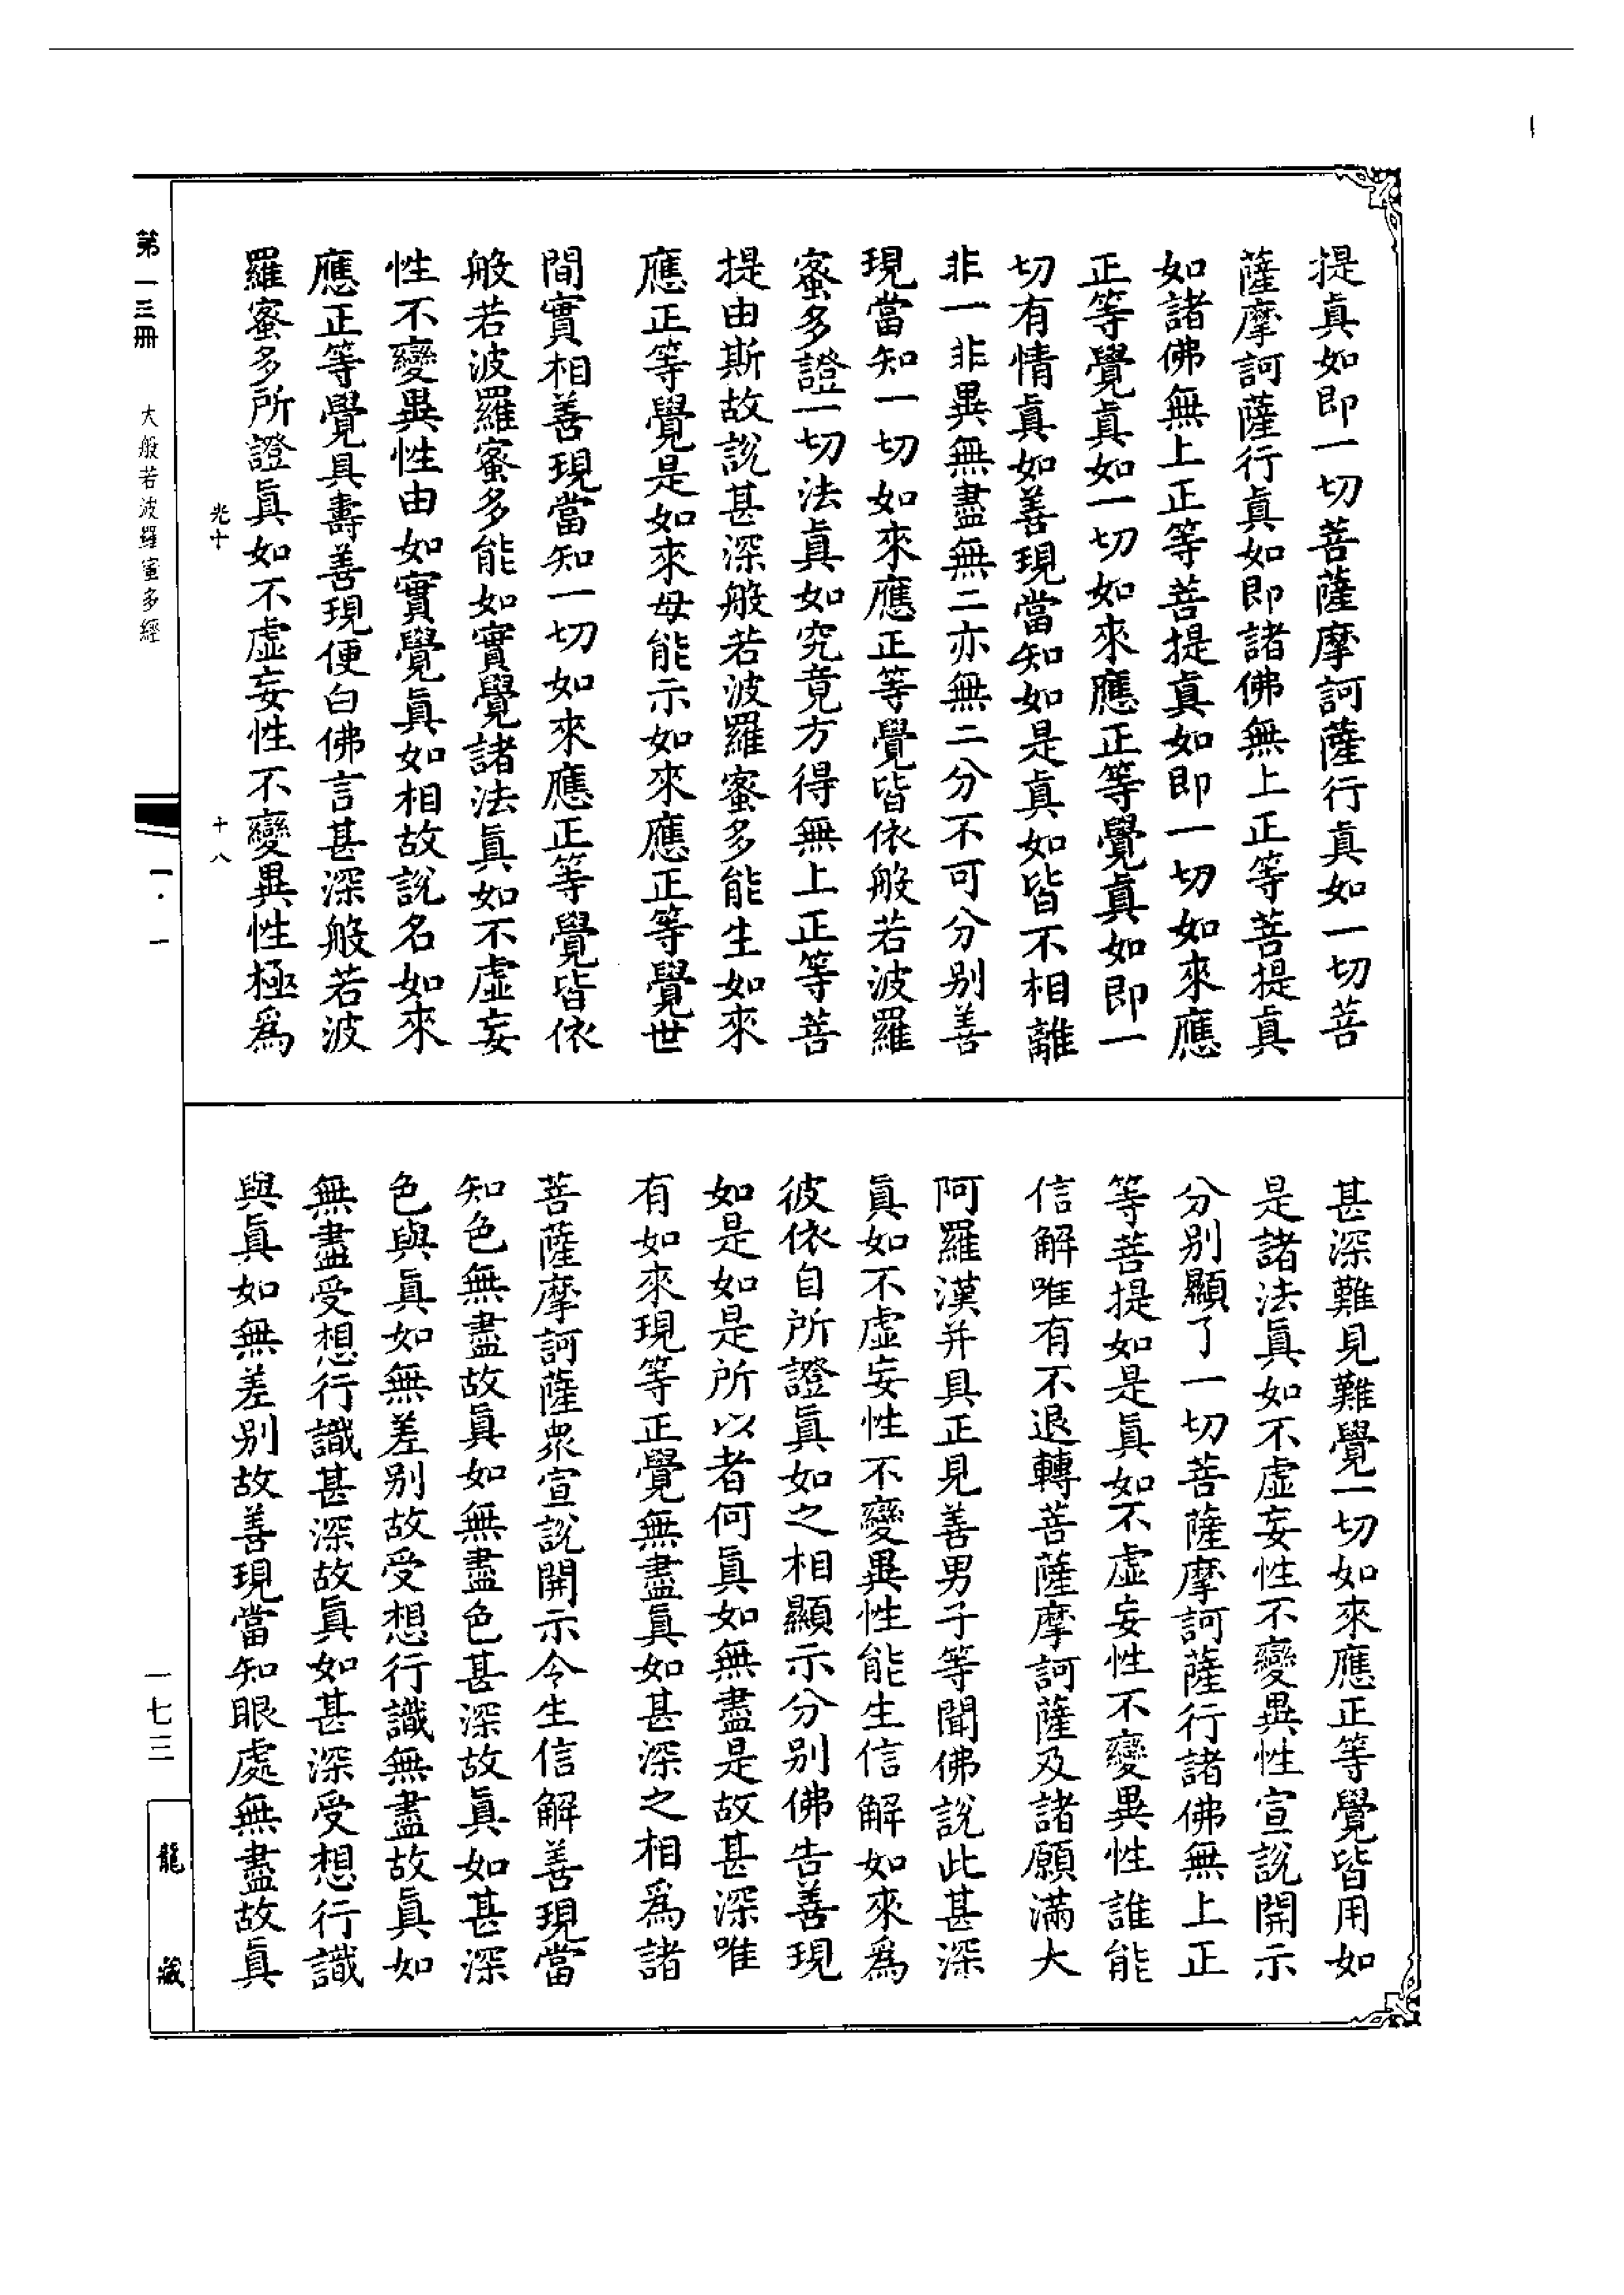 提眞如即一切菩薩摩訶薩行眞如一切菩
薩摩訶薩行眞如即諸佛無上正等菩提眞
如諸佛無上正等菩提眞如即一切如來應
正等覺眞如一切如來應正等覺眞如即一
切有情眞如善現當知如是眞如皆不相離
非一非異無盡無二亦無二分不可分別善
現當知一切如來應正等覺皆依般若波羅
蜜多證一切法眞如究竟方得無上正等菩
提由斯故說甚深般若波羅蜜多能生如來
應正等覺是如來母能示如來應正等覺世
間實相善現當知一切如來應正等覺皆依
般若波羅蜜多能如實覺諸法眞如不虛妄
性不變異性由如實覺眞如相故說名如來
應正等覺具壽善現便白佛言甚深般若波
羅蜜多所證眞如不虛妄性不變異性極爲
甚深難見難覺一切如來應正等覺皆用如
是諸法眞如不虛妄性不變異性宣說開示
分別顯了一切菩薩摩訶薩行諸佛無上正
等菩提如是眞如不虛妄性不變異性誰能
信解唯有不退轉菩薩摩訶薩及諸願滿大
阿羅漢并具正見善男子等聞佛說此甚深
眞如不虛妄性不變異性能生信解如來爲
彼依自所證眞如之相顯示分別佛告善現
如是如是所以者何眞如無盡是故甚深唯
有如來現等正覺無盡眞如甚深之相爲諸
菩薩摩訶薩衆宣說開示令生信解善現當
知色無盡故眞如無盡色甚深故眞如甚深
色與眞如無差別故受想行識無盡故眞如
無盡受想行識甚深故眞如甚深受想行識
與眞如無差別故善現當知眼處無盡故眞
光十
十八
第一三册
大般若波羅蜜多經
一·一
一七三
龍藏